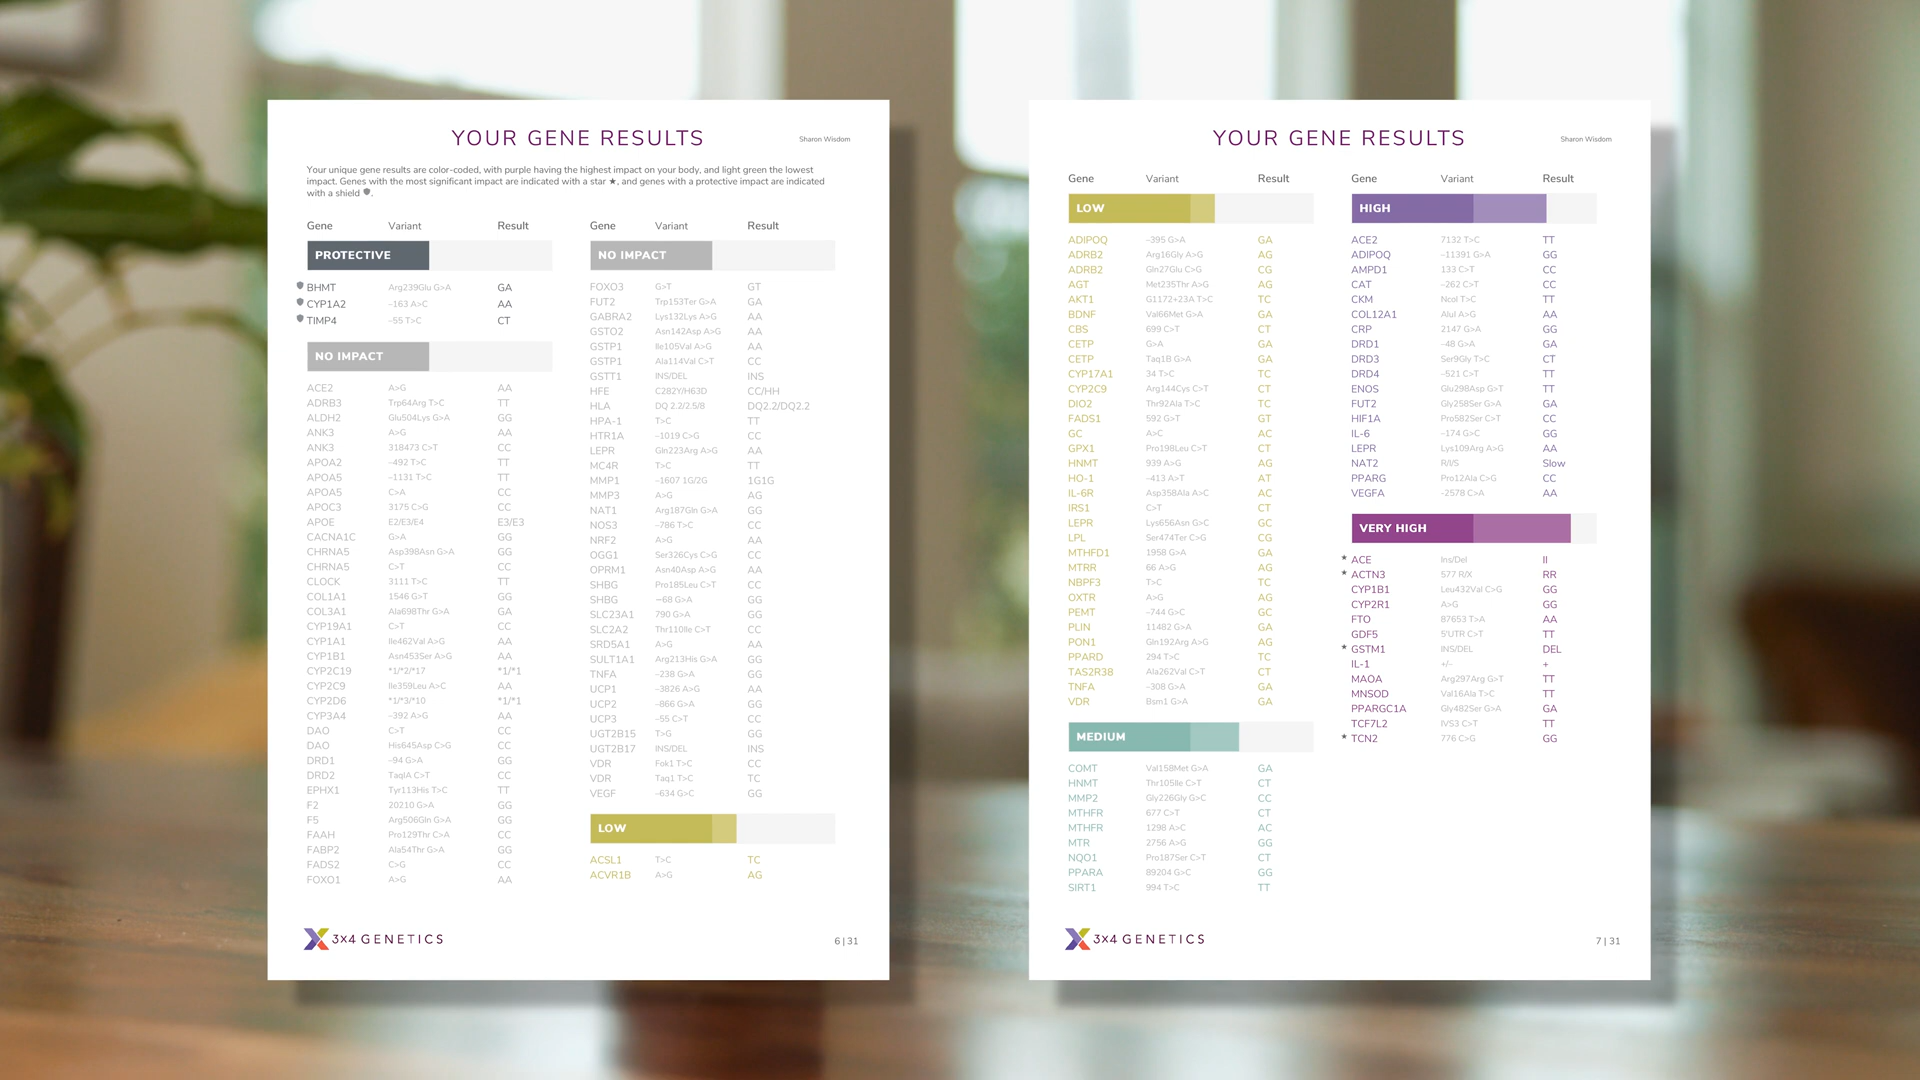 YOUR GENE RESULTS
Sharon Wisdom
Your unique gene results are color-coded, with purple having the highest impact on your body, and light green the lowest
impact. Genes with the most significant impact are indicated with a star ★, and genes with a protective impact are indicated
with a shield.
Gene Variant Result
PROTECTIVE
BHMT Arg239Glu G>A GA
CYP1A2 –163 A>C AA
TIMP4 –55 T>C CT
NO IMPACT
ACE2 A>G AA
ADRB3 Trp64Arg T>C TT
ALDH2 Glu504Lys G>A GG
ANK3 A>G AA
ANK3 318473 C>T CC
APOA2 –492 T>C TT
APOA5 –1131 T>C TT
APOA5 C>A CC
APOC3 3175 C>G CC
APOE E2/E3/E4 E3/E3
CACNA1C G>A GG
CHRNA5 Asp398Asn G>A GG
CHRNA5 C>T CC
CLOCK 3111 T>C TT
COL1A1 1546 G>T GG
COL3A1 Ala698Thr G>A GA
CYP19A1 C>T CC
CYP1A1 Ile462Val A>G AA
CYP1B1 Asn453Ser A>G AA
CYP2C19 *1/*2/*17 *1/*1
CYP2C9 Ile359Leu A>C AA
CYP2D6 *1/*3/*10 *1/*1
CYP3A4 –392 A>G AA
DAO C>T CC
DAO His645Asp C>G CC
DRD1 –94 G>A GG
DRD2 TaqIA C>T CC
EPHX1 Tyr113His T>C TT
F2 20210 G>A GG
F5 Arg506Gln G>A GG
FAAH Pro129Thr C>A CC
FABP2 Ala54Thr G>A GG
FADS2 C>G CC
FOXO1 A>G AA
Gene Variant Result
NO IMPACT
FOXO3 G>T GT
FUT2 Trp153Ter G>A GA
GABRA2 Lys132Lys A>G AA
GSTO2 Asn142Asp A>G AA
GSTP1 Ile105Val A>G AA
GSTP1 Ala114Val C>T CC
GSTT1 INS/DEL INS
HFE C282Y/H63D CC/HH
HLA DQ 2.2/2.5/8 DQ2.2/DQ2.2
HPA-1 T>C TT
HTR1A –1019 C>G CC
LEPR Gln223Arg A>G AA
MC4R T>C TT
MMP1 –1607 1G/2G 1G1G
MMP3 A>G AG
NAT1 Arg187Gln G>A GG
NOS3 –786 T>C CC
NRF2 A>G AA
OGG1 Ser326Cys C>G CC
OPRM1 Asn40Asp A>G AA
SHBG Pro185Leu C>T CC
SHBG –68 G>A GG
SLC23A1 790 G>A GG
SLC2A2 Thr110Ile C>T CC
SRD5A1 A>G AA
SULT1A1 Arg213His G>A GG
TNFA –238 G>A GG
UCP1 –3826 A>G AA
UCP2 –866 G>A GG
UCP3 –55 C>T CC
UGT2B15 T>G GG
UGT2B17 INS/DEL INS
VDR Fok1 T>C CC
VDR Taq1 T>C TC
VEGF –634 G>C GG
LOW
ACSL1 T>C TC
ACVR1B A>G AG
3X4 GENETICS
6 | 31
YOUR GENE RESULTS
Sharon Wisdom
Gene Variant Result
LOW
ADIPOQ –395 G>A GA
ADRB2 Arg16Gly A>G AG
ADRB2 Gln27Glu C>G CG
AGT Met235Thr A>G AG
AKT1 G1172+23A T>C TC
BDNF Val66Met G>A GA
CBS 699 C>T CT
CETP G>A GA
CETP Taq1B G>A GA
CYP17A1 34 T>C TC
CYP2C9 Arg144Cys C>T CT
DIO2 Thr92Ala T>C TC
FADS1 592 G>T GT
GC A>C AC
GPX1 Pro198Leu C>T CT
HNMT 939 A>G AG
HO-1 –413 A>T AT
IL-6R Asp358Ala A>C AC
IRS1 C>T CT
LEPR Lys656Asn G>C GC
LPL Ser474Ter C>G CG
MTHFD1 1958 G>A GA
MTRR 66 A>G AG
NBPF3 T>C TC
OXTR A>G AG
PEMT –744 G>C GC
PLIN 11482 G>A GA
PON1 Gln192Arg A>G AG
PPARD 294 T>C TC
TAS2R38 Ala262Val C>T CT
TNFA –308 G>A GA
VDR Bsm1 G>A GA
MEDIUM
COMT Val158Met G>A GA
HNMT Thr105Ile C>T CT
MMP2 Gly226Gly G>C CC
MTHFR 677 C>T CT
MTHFR 1298 A>C AC
MTR 2756 A>G GG
NQO1 Pro187Ser C>T CT
PPARA 89204 G>C GG
SIRT1 994 T>C TT
Gene Variant Result
HIGH
ACE2 7132 T>C TT
ADIPOQ –11391 G>A GG
AMPD1 133 C>T CC
CAT –262 C>T CC
CKM NcoI T>C TT
COL12A1 AluI A>G AA
CRP 2147 G>A GG
DRD1 –48 G>A GA
DRD3 Ser9Gly T>C CT
DRD4 –521 C>T TT
ENOS Glu298Asp G>T TT
FUT2 Gly258Ser G>A GA
HIF1A Pro582Ser C>T CC
IL-6 –174 G>C GG
LEPR Lys109Arg A>G AA
NAT2 R/I/S Slow
PPARG Pro12Ala C>G CC
VEGFA –2578 C>A AA
VERY HIGH
★ ACE Ins/Del II
★ ACTN3 577 R/X RR
CYP1B1 Leu432Val C>G GG
CYP2R1 A>G GG
FTO 87653 T>A AA
GDF5 5'UTR C>T TT
★ GSTM1 INS/DEL DEL
IL-1 +/- +
MAOA Arg297Arg G>T TT
MNSOD Val16Ala T>C TT
PPARGC1A Gly482Ser G>A GA
TCF7L2 IVS3 C>T TT
★ TCN2 776 C>G GG
3X4 GENETICS
7 | 31